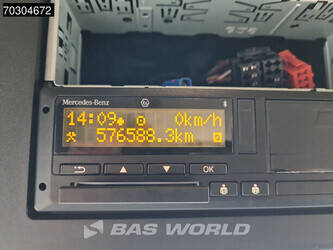 70304672
Mercedes-Benz
14:09 0km/h
576588.3km
OK
BAS WORLD